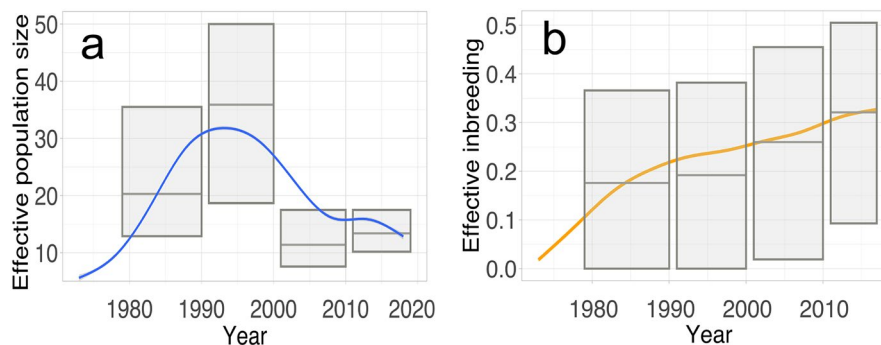 a
Effective population size
50
40
30
20
10
1980 1990 2000 2010 2020
Year
b
Effective inbreeding
0.5
0.4
0.3
0.2
0.1
0.0
1980 1990 2000 2010
Year